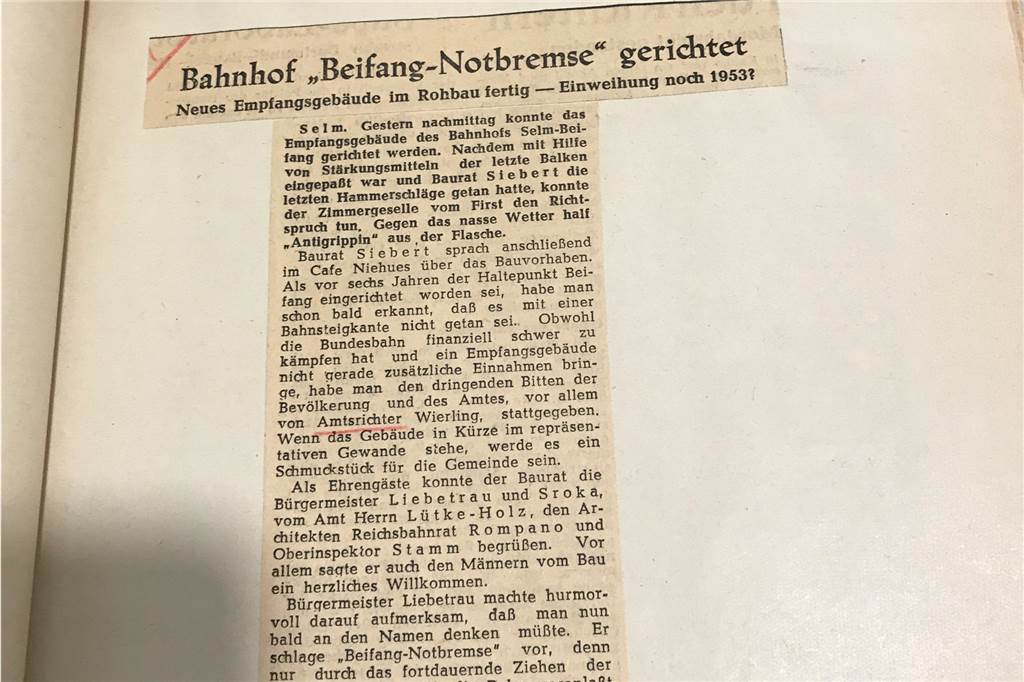 Bahnhof „Beifang-Notbremse“ gerichtet
Neues Empfangsgebäude im Rohbau fertig — Einweihung noch 1953?
Selm. Gestern nachmittag konnte das
Empfangsgebäude des Bahnhofs Selm-Bei-
fang gerichtet werden. Nachdem mit Hilfe
von Stärkungsmitteln der letzte Balken
eingepaßt war und Baurat Siebert die
letzten Hammerschläge getan hatte, konnte
der Zimmergeselle vom First den Richt-
spruch tun. Gegen das nasse Wetter half
„Antigrippin“ aus der Flasche.
Baurat Siebert sprach anschließend
im Cafe Niehues über das Bauvorhaben.
Als vor sechs Jahren der Haltepunkt Bei-
fang eingerichtet worden sei, habe man
schon bald erkannt, daß es mit einer
Bahnsteigkante nicht getan sei. Obwohl
die Bundesbahn finanziell schwer zu
kämpfen hat und ein Empfangsgebäude
nicht gerade zusätzliche Einnahmen brin-
ge, habe man den dringenden Bitten der
Bevölkerung und des Amtes, vor allem
von Amtsrichter Wierling, stattgegeben.
Wenn das Gebäude in Kürze im repräsen-
tativen Gewande stehe, werde es ein
Schmuckstück für die Gemeinde sein.
Als Ehrengäste konnte der Baurat die
Bürgermeister Liebetrau und Sroka,
vom Amt Herrn Lütke-Holz, den Ar-
chitekten Reichsbahnrat Rompano und
Oberinspektor Stamm begrüßen. Vor
allem sagte er auch den Männern vom Bau
ein herzliches Willkommen.
Bürgermeister Liebetrau machte hurmor-
voll darauf aufmerksam, daß man nun
bald an den Namen denken müßte. Er
schlage „Beifang-Notbremse“ vor, denn
nur durch das fortdauernde Ziehen der